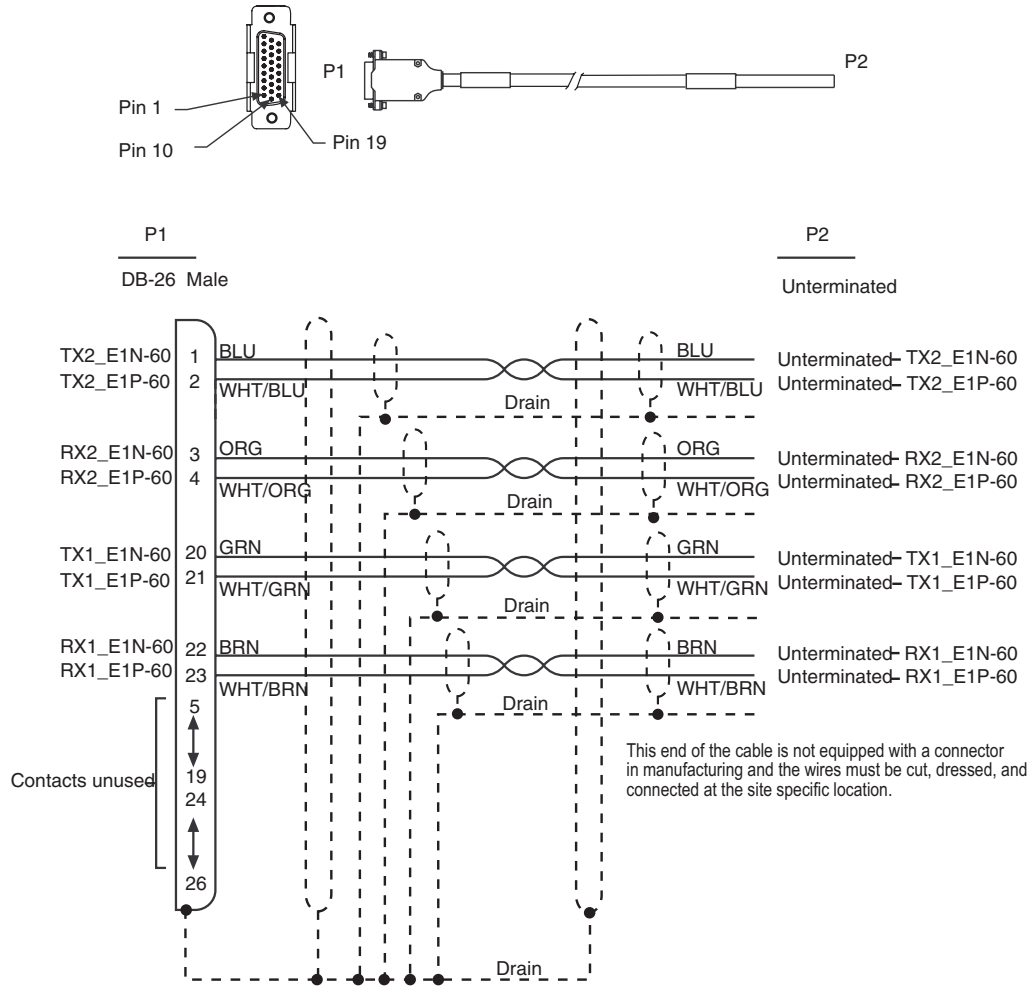 P1
P2
Pin 1
Pin 10
Pin 19
P1
P2
DB-26 Male
Unterminated
TX2_E1N-60 1 BLU BLU Unterminated TX2_E1N-60
TX2_E1P-60 2 WHT/BLU WHT/BLU Unterminated TX2_E1P-60
Drain
RX2_E1N-60 3 ORG ORG Unterminated RX2_E1N-60
RX2_E1P-60 4 WHT/ORG WHT/ORG Unterminated RX2_E1P-60
Drain
TX1_E1N-60 20 GRN GRN Unterminated TX1_E1N-60
TX1_E1P-60 21 WHT/GRN WHT/GRN Unterminated TX1_E1P-60
Drain
RX1_E1N-60 22 BRN BRN Unterminated RX1_E1N-60
RX1_E1P-60 23 WHT/BRN WHT/BRN Unterminated RX1_E1P-60
Drain
5
Contacts unused 19
24
26
This end of the cable is not equipped with a connector
in manufacturing and the wires must be cut, dressed, and
connected at the site specific location.
Drain